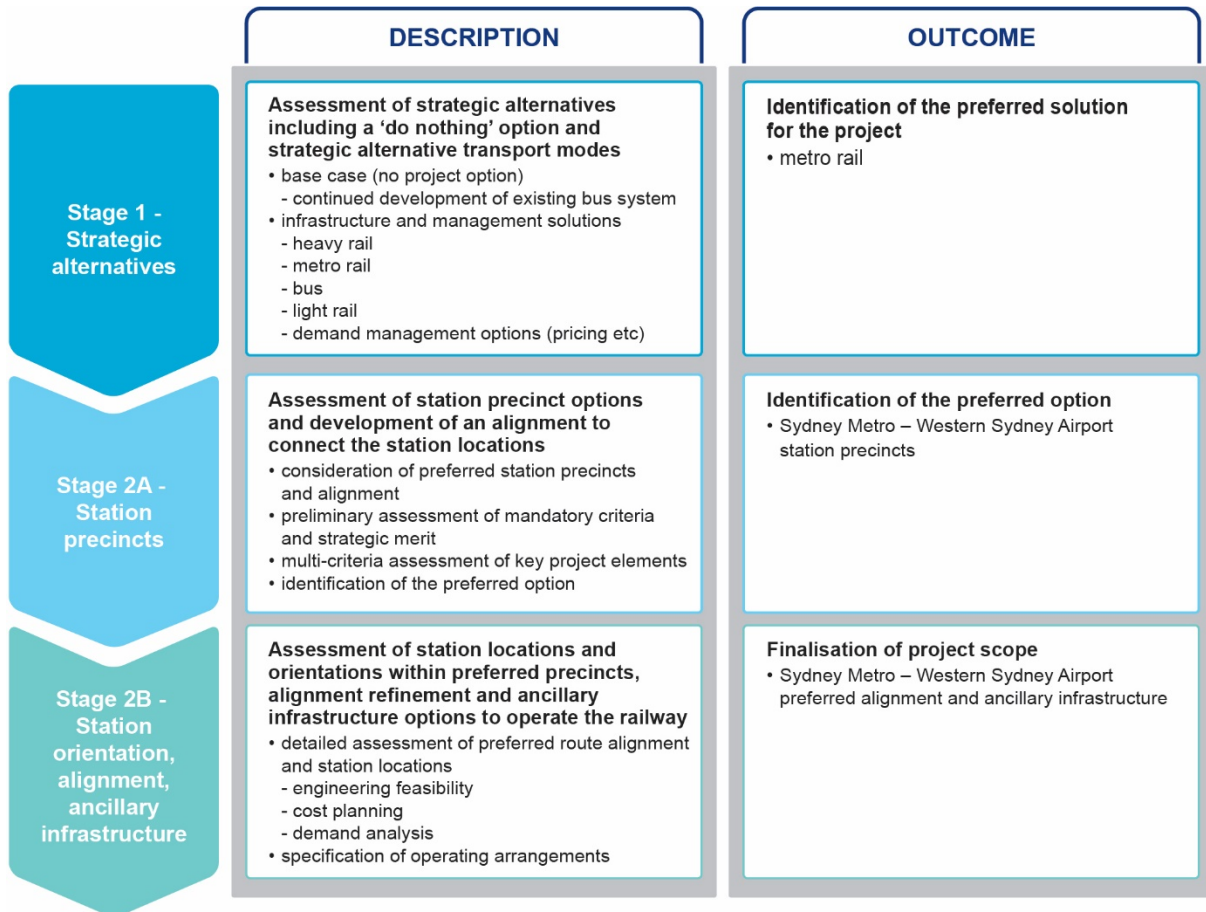 DESCRIPTION
OUTCOME
Stage 1 -
Strategic
alternatives
Assessment of strategic alternatives
including a ‘do nothing’ option and
strategic alternative transport modes
• base case (no project option)
- continued development of existing bus system
• infrastructure and management solutions
- heavy rail
- metro rail
- bus
- light rail
- demand management options (pricing etc)
Identification of the preferred solution
for the project
• metro rail
Stage 2A -
Station
precincts
Assessment of station precinct options
and development of an alignment to
connect the station locations
• consideration of preferred station precincts
and alignment
• preliminary assessment of mandatory criteria
and strategic merit
• multi-criteria assessment of key project elements
• identification of the preferred option
Identification of the preferred option
• Sydney Metro – Western Sydney Airport
station precincts
Stage 2B -
Station
orientation,
alignment,
ancillary
infrastructure
Assessment of station locations and
orientations within preferred precincts,
alignment refinement and ancillary
infrastructure options to operate the railway
• detailed assessment of preferred route alignment
and station locations
- engineering feasibility
- cost planning
- demand analysis
• specification of operating arrangements
Finalisation of project scope
• Sydney Metro – Western Sydney Airport
preferred alignment and ancillary infrastructure